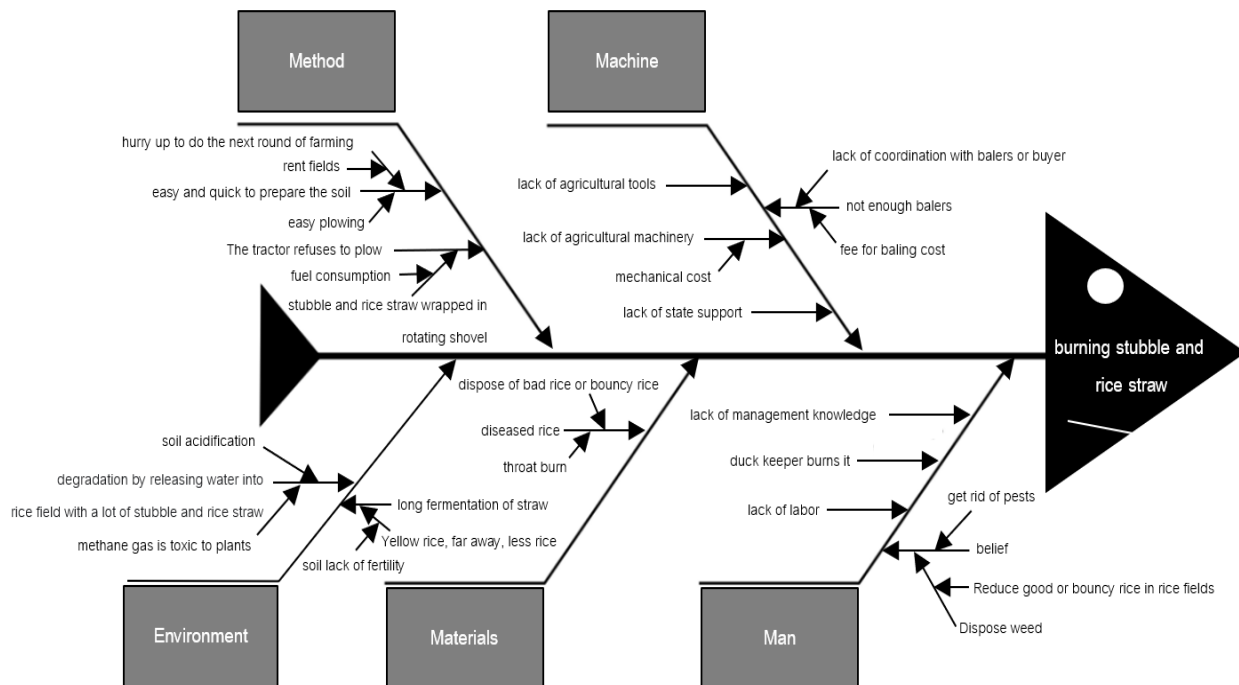 Method
Machine
hurry up to do the next round of farming
rent fields
easy and quick to prepare the soil
easy plowing
The tractor refuses to plow
fuel consumption
stubble and rice straw wrapped in
rotating shovel
lack of agricultural tools
lack of coordination with balers or buyer
not enough balers
fee for baling cost
lack of agricultural machinery
mechanical cost
lack of state support
burning stubble and
rice straw
soil acidification
degradation by releasing water into
rice field with a lot of stubble and rice straw
methane gas is toxic to plants
long fermentation of straw
Yellow rice, far away, less rice
soil lack of fertility
dispose of bad rice or bouncy rice
diseased rice
throat burn
lack of management knowledge
duck keeper burns it
lack of labor
get rid of pests
belief
Reduce good or bouncy rice in rice fields
Dispose weed
Environment
Materials
Man